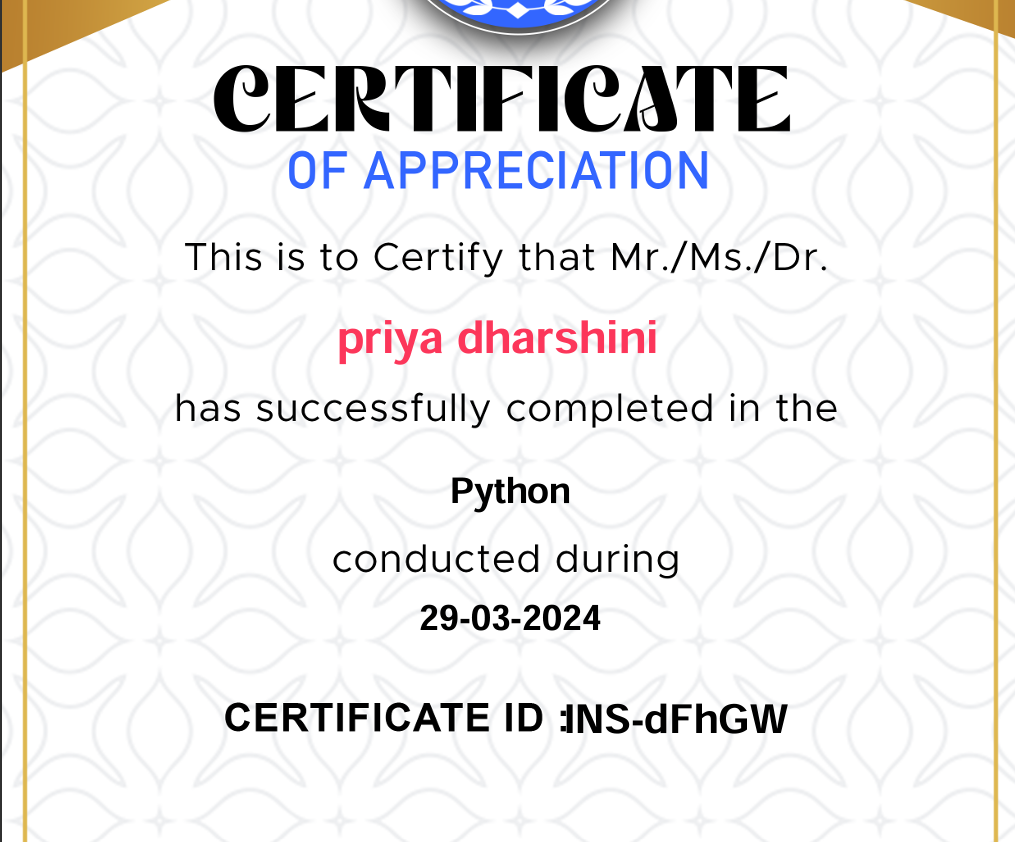 CERTIFICATE
OF APPRECIATION
This is to Certify that Mr./Ms./Dr.
priya dharshini
has successfully completed in the
Python
conducted during
29-03-2024
CERTIFICATE ID :INS-dFhGW